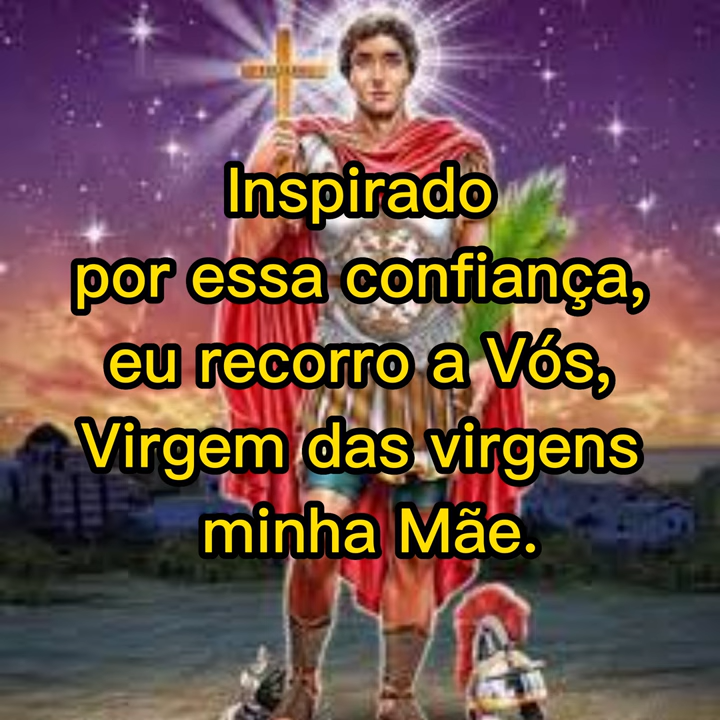 Inspirado
por essa confiança,
eu recorro a Vós,
Virgem das virgens
minha Mãe.